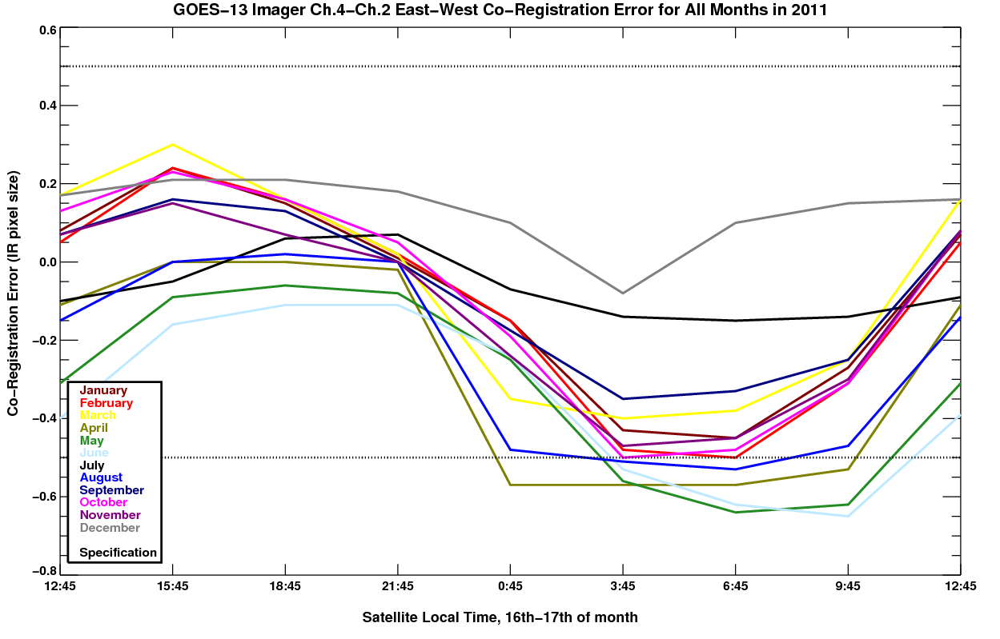 GOES−13 Imager Ch.4−Ch.2 East−West Co−Registration Error for All Months in 2011
Co−Registration Error (IR pixel size)
0.6
0.4
0.2
0.0
−0.2
−0.4
−0.6
−0.8
January
February
March
April
May
June
July
August
September
October
November
December
Specification
12:45 15:45 18:45 21:45 0:45 3:45 6:45 9:45 12:45
Satellite Local Time, 16th−17th of month